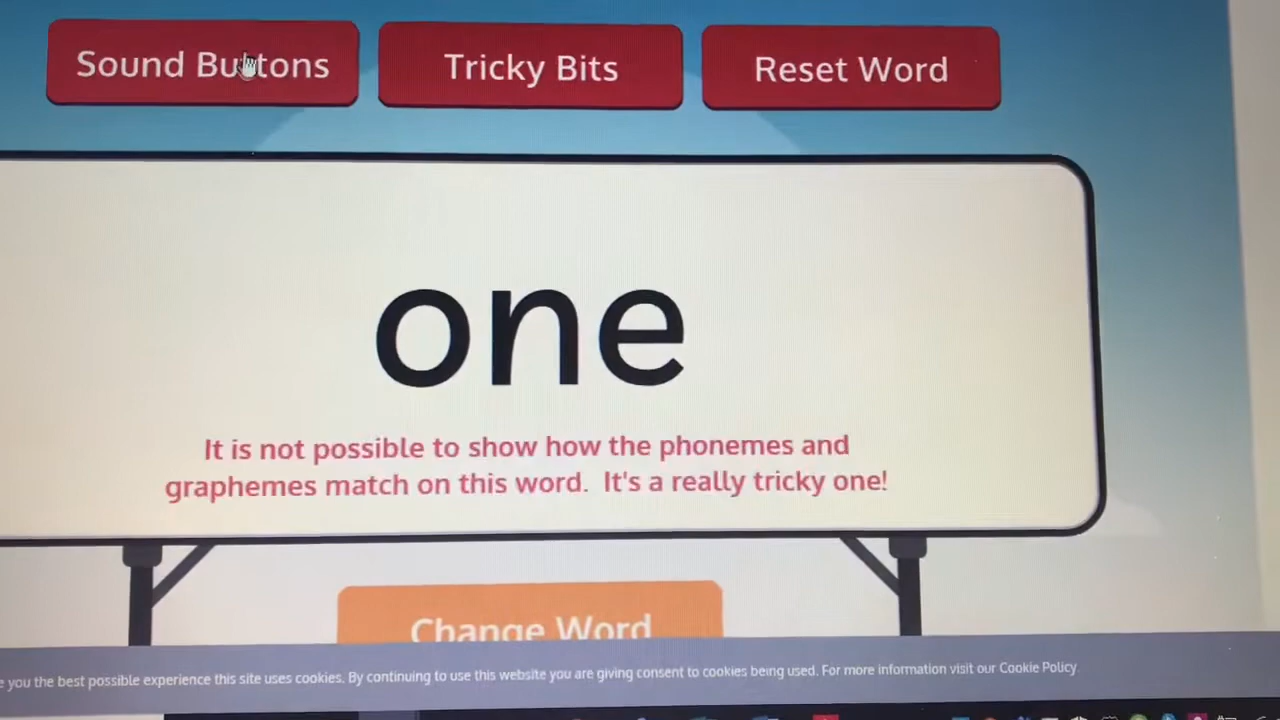 Sound Buttons
Tricky Bits
Reset Word
one
It is not possible to show how the phonemes and
graphemes match on this word. It's a really tricky one!
Change Word
you the best possible experience this site uses cookies. By continuing to use this website you are giving consent to cookies being used. For more information visit our Cookie Policy